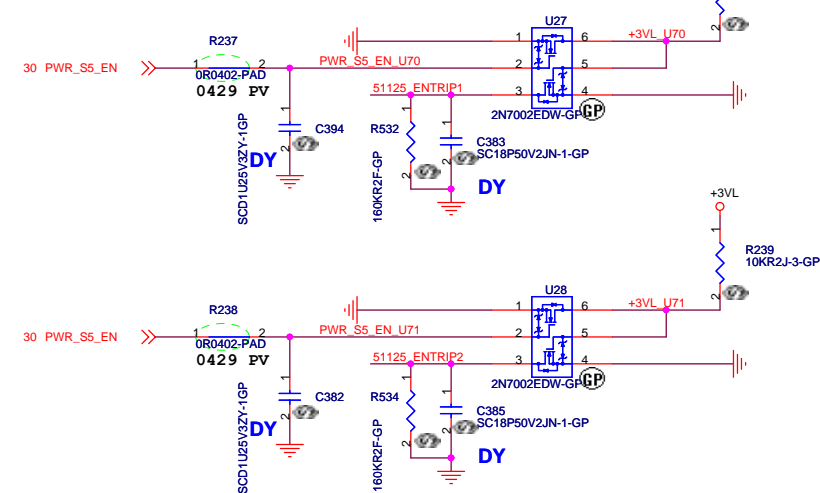 2
R237
30 PWR_S5_EN
1 2
0R0402-PAD
0429 PV
PWR_S5_EN_U70
SCD1U25V3ZY-1GP
1
2
C394
DY
51125_ENTRIP1
R532
160KR2F-GP
1
2
1
2
C383
SC18P50V2JN-1-GP
DY
U27
1 6
2 5
3 4
2N7002EDW-GP
GP
+3VL_U70
+3VL
1
2
R239
10KR2J-3-GP
R238
30 PWR_S5_EN
1 2
0R0402-PAD
0429 PV
PWR_S5_EN_U71
SCD1U25V3ZY-1GP
1
2
C382
DY
51125_ENTRIP2
R534
160KR2F-GP
1
2
1
2
C385
SC18P50V2JN-1-GP
DY
U28
1 6
2 5
3 4
2N7002EDW-GP
GP
+3VL_U71